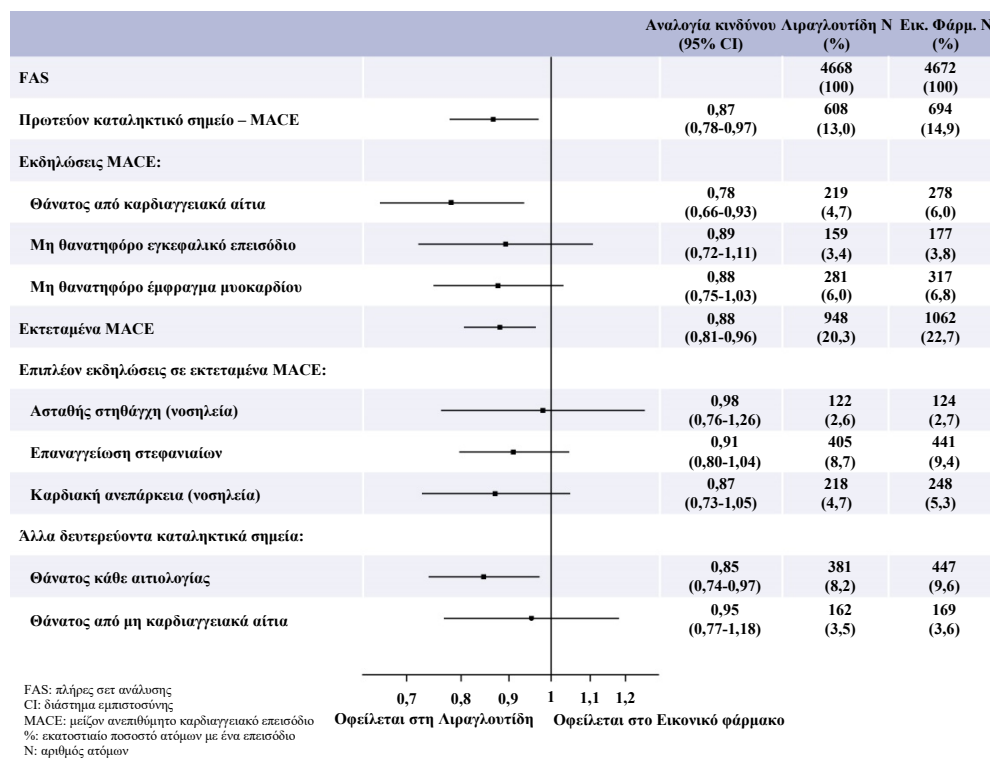 Αναλογία κινδύνου Λιραγλουτίδη N Εικ. Φάρμ. N
(95% CI) (%) (%)
FAS 4668 4672
(100) (100)
Πρωτεύον καταληκτικό σημείο – MACE 0,87 608 694
(0,78-0,97) (13,0) (14,9)
Εκδηλώσεις MACE:
Θάνατος από καρδιαγγειακά αίτια 0,78 219 278
(0,66-0,93) (4,7) (6,0)
Μη θανατηφόρο εγκεφαλικό επεισόδιο 0,89 159 177
(0,72-1,11) (3,4) (3,8)
Μη θανατηφόρο έμφραγμα μυοκαρδίου 0,88 281 317
(0,75-1,03) (6,0) (6,8)
Εκτεταμένα MACE 0,88 948 1062
(0,81-0,96) (20,3) (22,7)
Επιπλέον εκδηλώσεις σε εκτεταμένα MACE:
Ασταθής στηθάγχη (νοσηλεία) 0,98 122 124
(0,76-1,26) (2,6) (2,7)
Επαναγγείωση στεφανιαίων 0,91 405 441
(0,80-1,04) (8,7) (9,4)
Καρδιακή ανεπάρκεια (νοσηλεία) 0,87 218 248
(0,73-1,05) (4,7) (5,3)
Άλλα δευτερεύοντα καταληκτικά σημεία:
Θάνατος κάθε αιτιολογίας 0,85 381 447
(0,74-0,97) (8,2) (9,6)
Θάνατος από μη καρδιαγγειακά αίτια 0,95 162 169
(0,77-1,18) (3,5) (3,6)
0,7 0,8 0,9 1 1,1 1,2
Οφείλεται στη Λιραγλουτίδη Οφείλεται στο Εικονικό φάρμακο
FAS: πλήρες σετ ανάλυσης
CI: διάστημα εμπιστοσύνης
MACE: μείζον ανεπιθύμητο καρδιαγγειακό επεισόδιο
%: εκατοστιαίο ποσοστό ατόμων με ένα επεισόδιο
N: αριθμός ατόμων